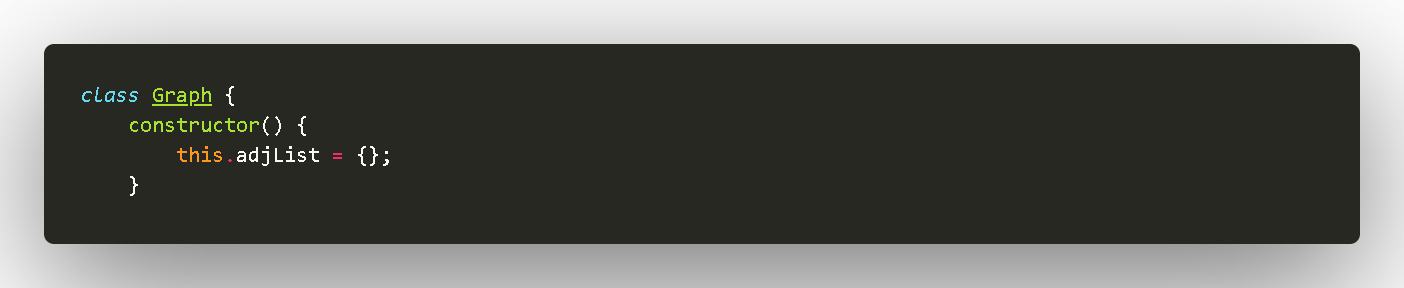 class Graph {
    constructor() {
        this.adjList = {};
    }